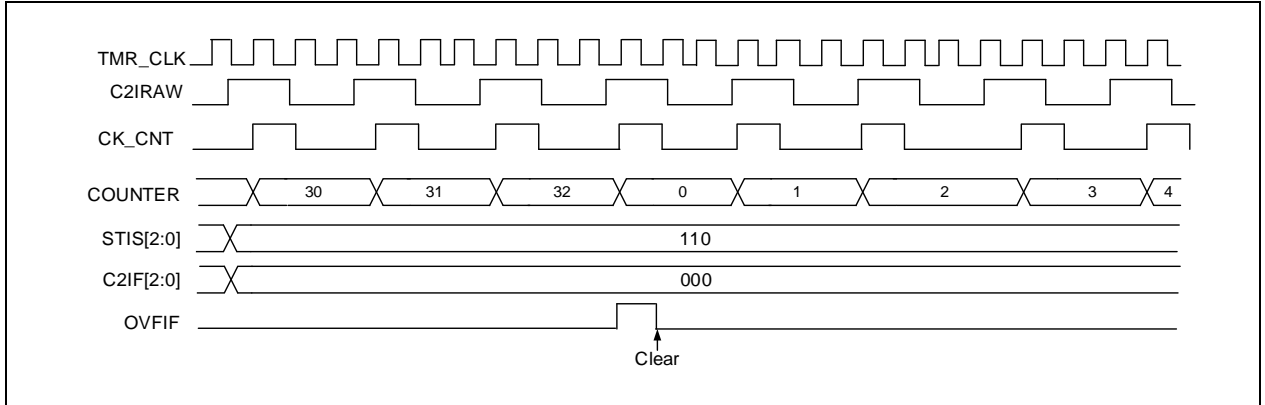 TMR_CLK
C2IRAW
CK_CNT
COUNTER 30 31 32 0 1 2 3 4
STIS[2:0] 110
C2IF[2:0] 000
OVFIF
Clear